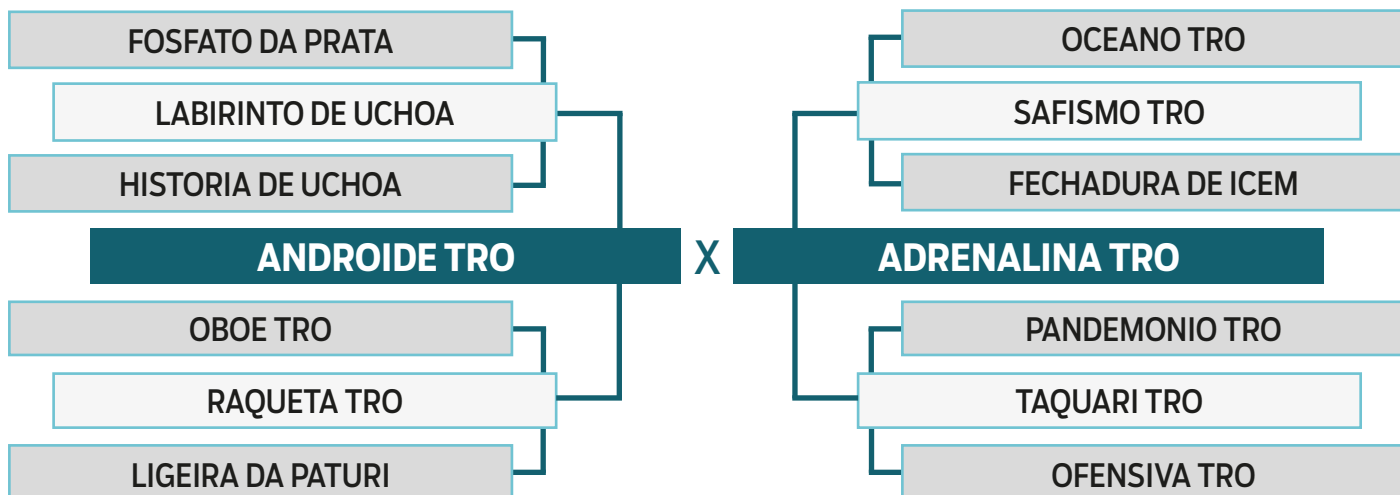 FOSFATO DA PRATA
LABIRINTO DE UCHOA
HISTORIA DE UCHOA
ANDROIDE TRO
OBOE TRO
RAQUETA TRO
LIGEIRA DA PATURI
X
OCEANO TRO
SAFISMO TRO
FECHADURA DE ICEM
ADRENALINA TRO
PANDEMONIO TRO
TAQUARI TRO
OFENSIVA TRO